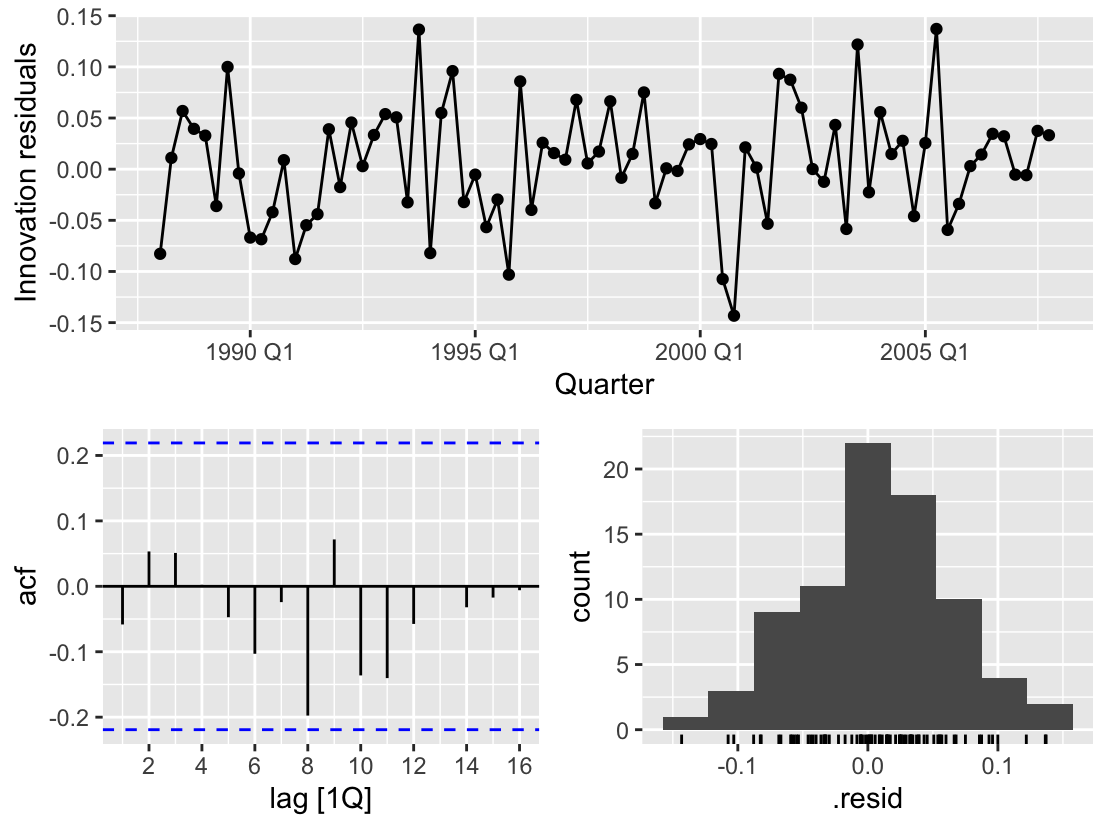 Innovation residuals
0.15
0.10
0.05
0.00
-0.05
-0.10
-0.15
1990 Q1 1995 Q1 2000 Q1 2005 Q1
Quarter
acf
0.2
0.1
0.0
-0.1
-0.2
2 4 6 8 10 12 14 16
lag [1Q]
count
20
15
10
5
0
-0.1 0.0 0.1
.resid